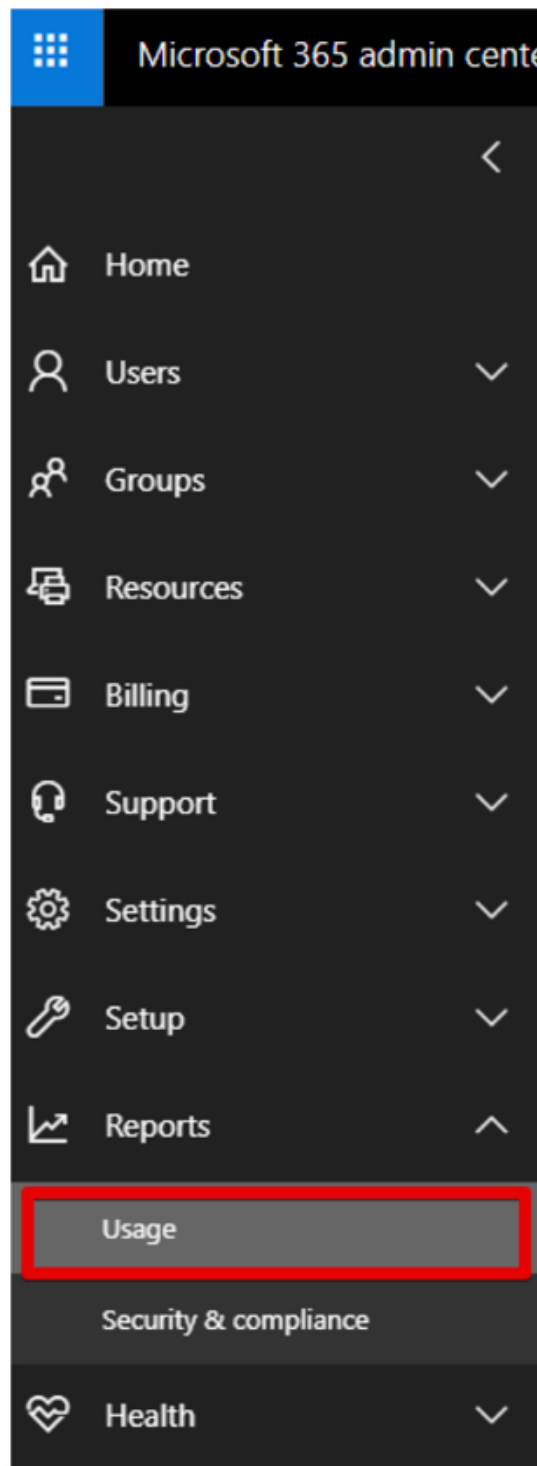 Microsoft 365 admin cente
Home
Users
Groups
Resources
Billing
Support
Settings
Setup
Reports
Usage
Security & compliance
Health